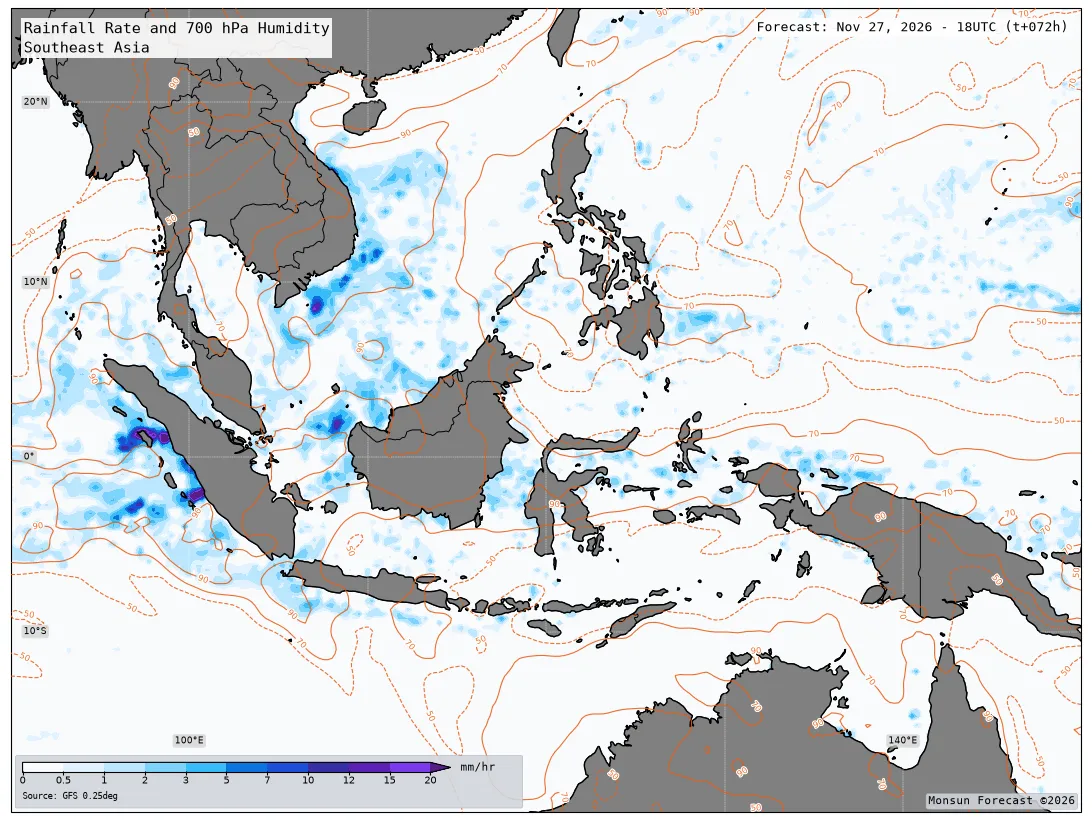 Rainfall Rate and 700 hPa Humidity
Southeast Asia
Forecast: Nov 27, 2026 - 18UTC (t+072h)
20°N
10°N
0°
10°S
100°E
140°E
0 0.5 1 2 3 5 7 10 12 15 20 mm/hr
Source: GFS 0.25deg
Monsun Forecast ©2026